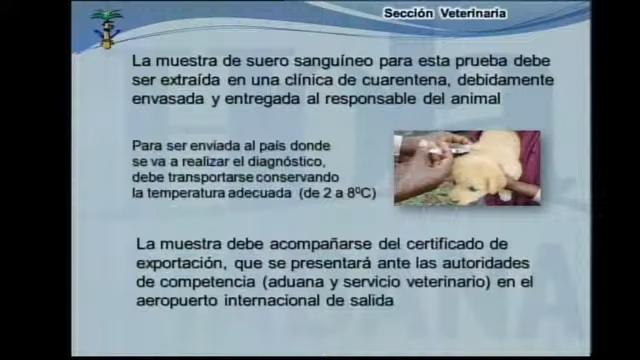 Sección Veterinaria
La muestra de suero sanguíneo para esta prueba debe
ser extraída en una clínica de cuarentena, debidamente
envasada y entregada al responsable del animal
Para ser enviada al país donde
se va a realizar el diagnóstico,
debe transportarse conservando
la temperatura adecuada (de 2 a 8⁰C)
La muestra debe acompañarse del certificado de
exportación, que se presentará ante las autoridades
de competencia (aduana y servicio veterinario) en el
aeropuerto internacional de salida